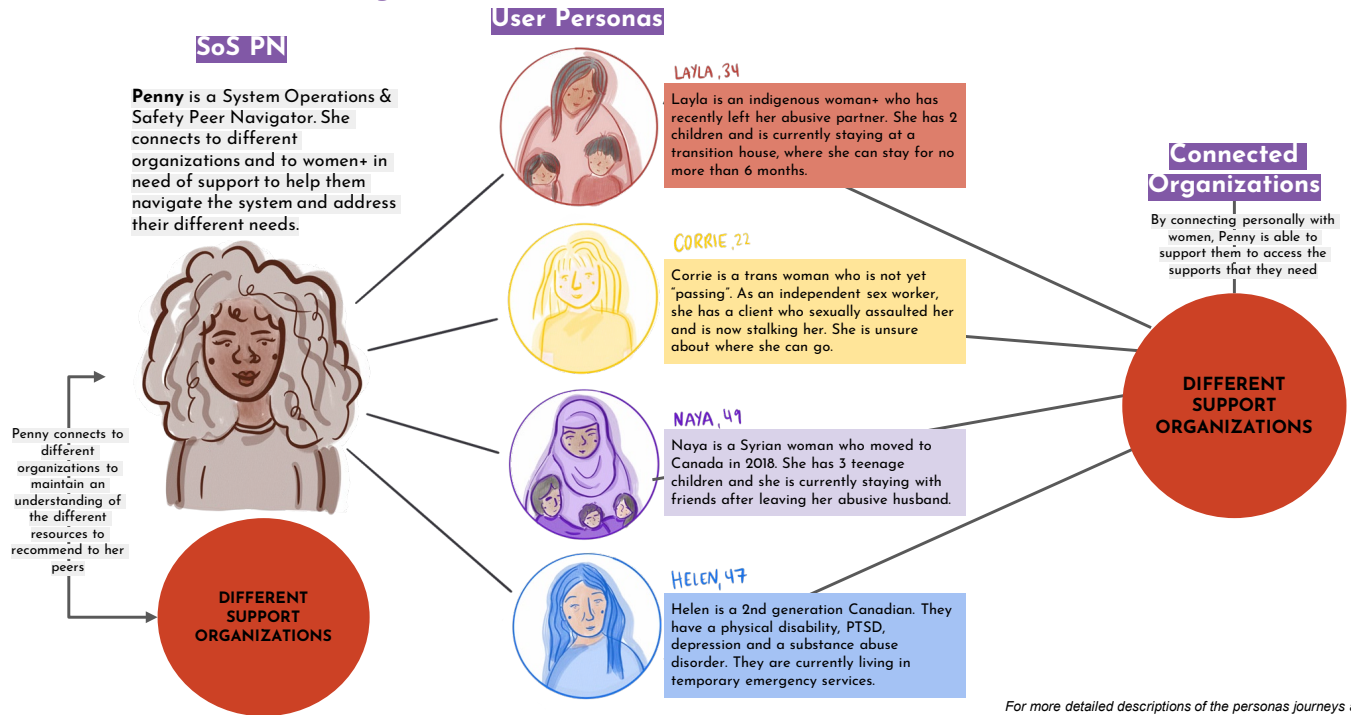 SoS PN
Penny is a System Operations &
Safety Peer Navigator. She
connects to different
organizations and to women+ in
need of support to help them
navigate the system and address
their different needs.
Penny connects to
different
organizations to
maintain an
understanding of
the different
resources to
recommend to her
peers
DIFFERENT
SUPPORT
ORGANIZATIONS
User Personas
LAYLA, 34
Layla is an indigenous woman+ who has
recently left her abusive partner. She has 2
children and is currently staying at a
transition house, where she can stay for no
more than 6 months.
CORRIE, 22
Corrie is a trans woman who is not yet
"passing". As an independent sex worker,
she has a client who sexually assaulted her
and is now stalking her. She is unsure
about where she can go.
NAYA, 49
Naya is a Syrian woman who moved to
Canada in 2018. She has 3 teenage
children and she is currently staying with
friends after leaving her abusive husband.
HELEN, 47
Helen is a 2nd generation Canadian. They
have a physical disability, PTSD,
depression and a substance abuse
disorder. They are currently living in
temporary emergency services.
Connected
Organizations
By connecting personally with
women, Penny is able to
support them to access the
supports that they need
DIFFERENT
SUPPORT
ORGANIZATIONS
For more detailed descriptions of the personas journeys